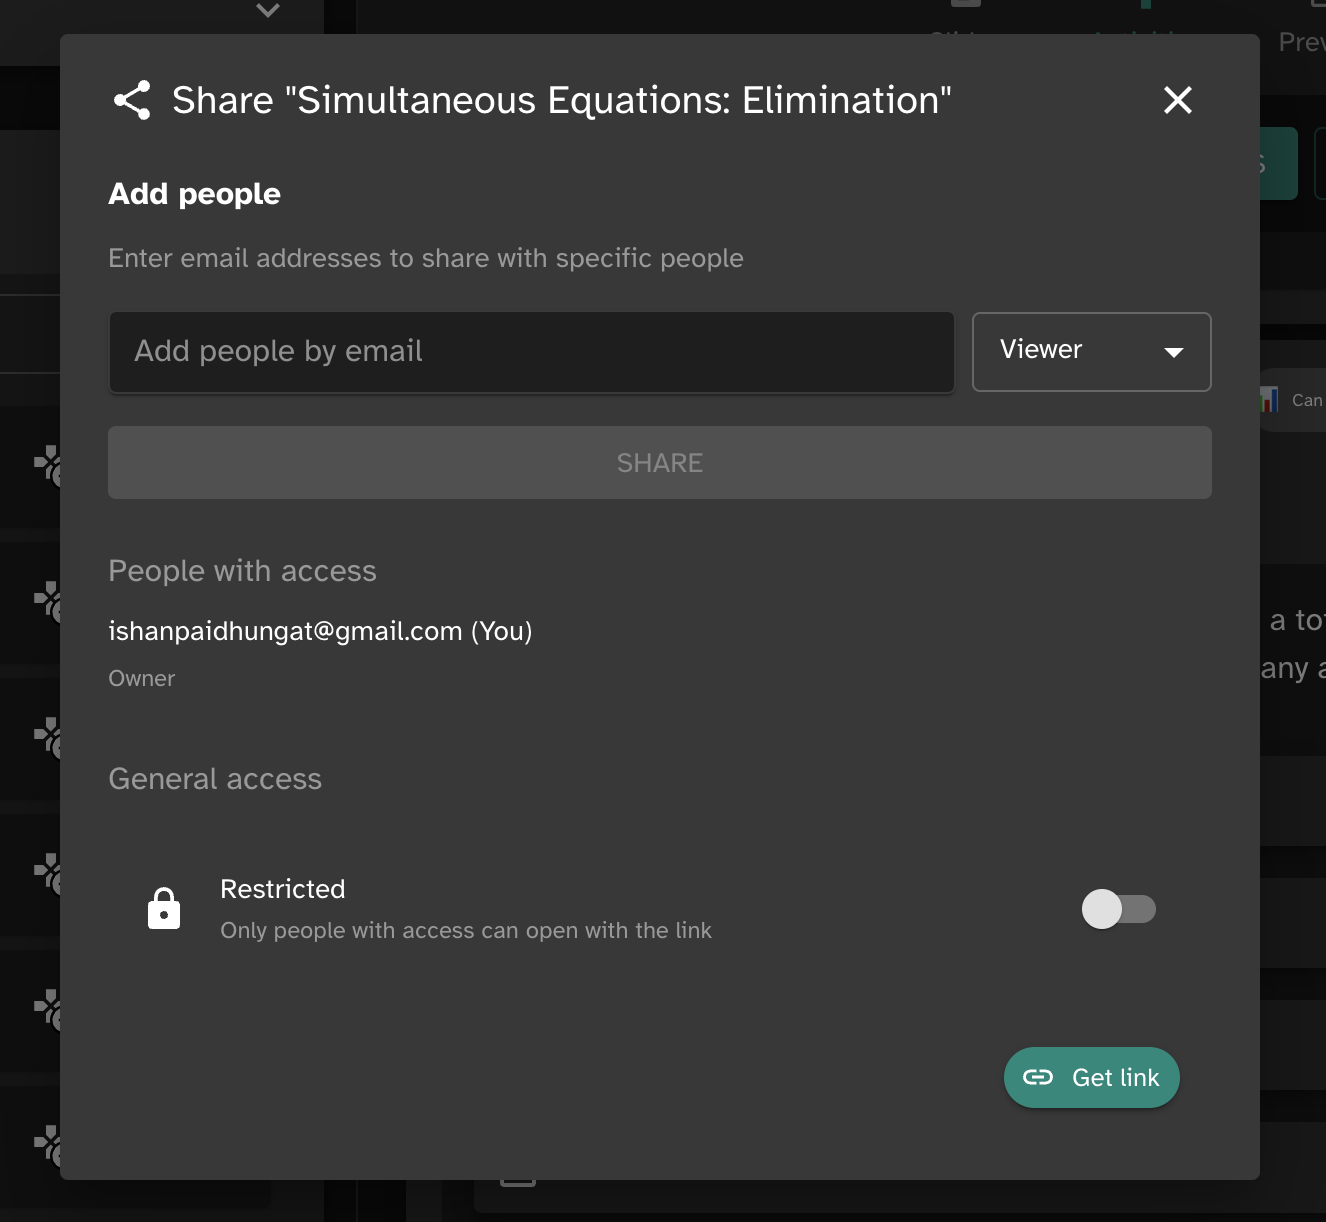 Prev
Share "Simultaneous Equations: Elimination"
Add people
Enter email addresses to share with specific people
Add people by email
Viewer
Can
SHARE
People with access
a to
ishanpaidhungat@gmail.com (You)
any a
Owner
General access
Restricted
Only people with access can open with the link
Get link